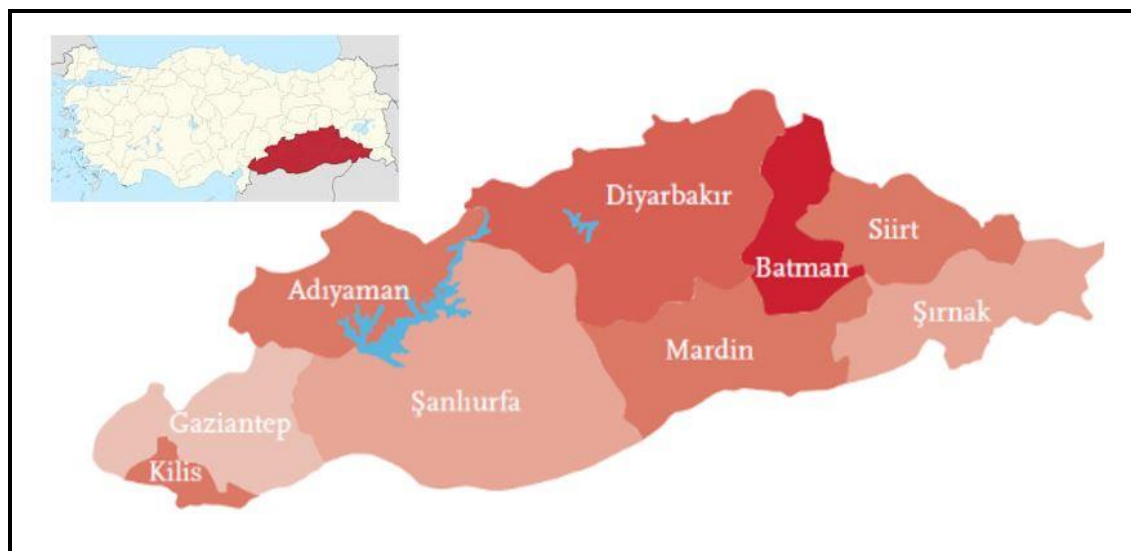 Diyarbakır
Siirt
Batman
Adıyaman
Şırnak
Mardin
Şanlıurfa
Gaziantep
Kilis